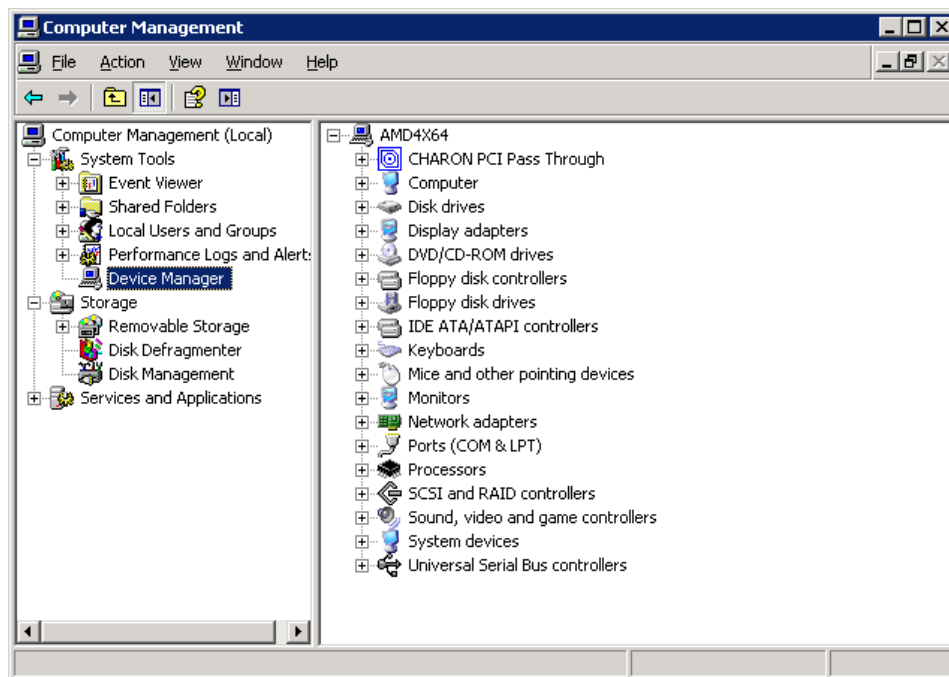 Computer Management
File Action View Window Help
Computer Management (Local)
System Tools
Event Viewer
Shared Folders
Local Users and Groups
Performance Logs and Alert:
Device Manager
Storage
Removable Storage
Disk Defragmenter
Disk Management
Services and Applications
AMD4X64
CHARON PCI Pass Through
Computer
Disk drives
Display adapters
DVD/CD-ROM drives
Floppy disk controllers
Floppy disk drives
IDE ATA/ATAPI controllers
Keyboards
Mice and other pointing devices
Monitors
Network adapters
Ports (COM & LPT)
Processors
SCSI and RAID controllers
Sound, video and game controllers
System devices
Universal Serial Bus controllers